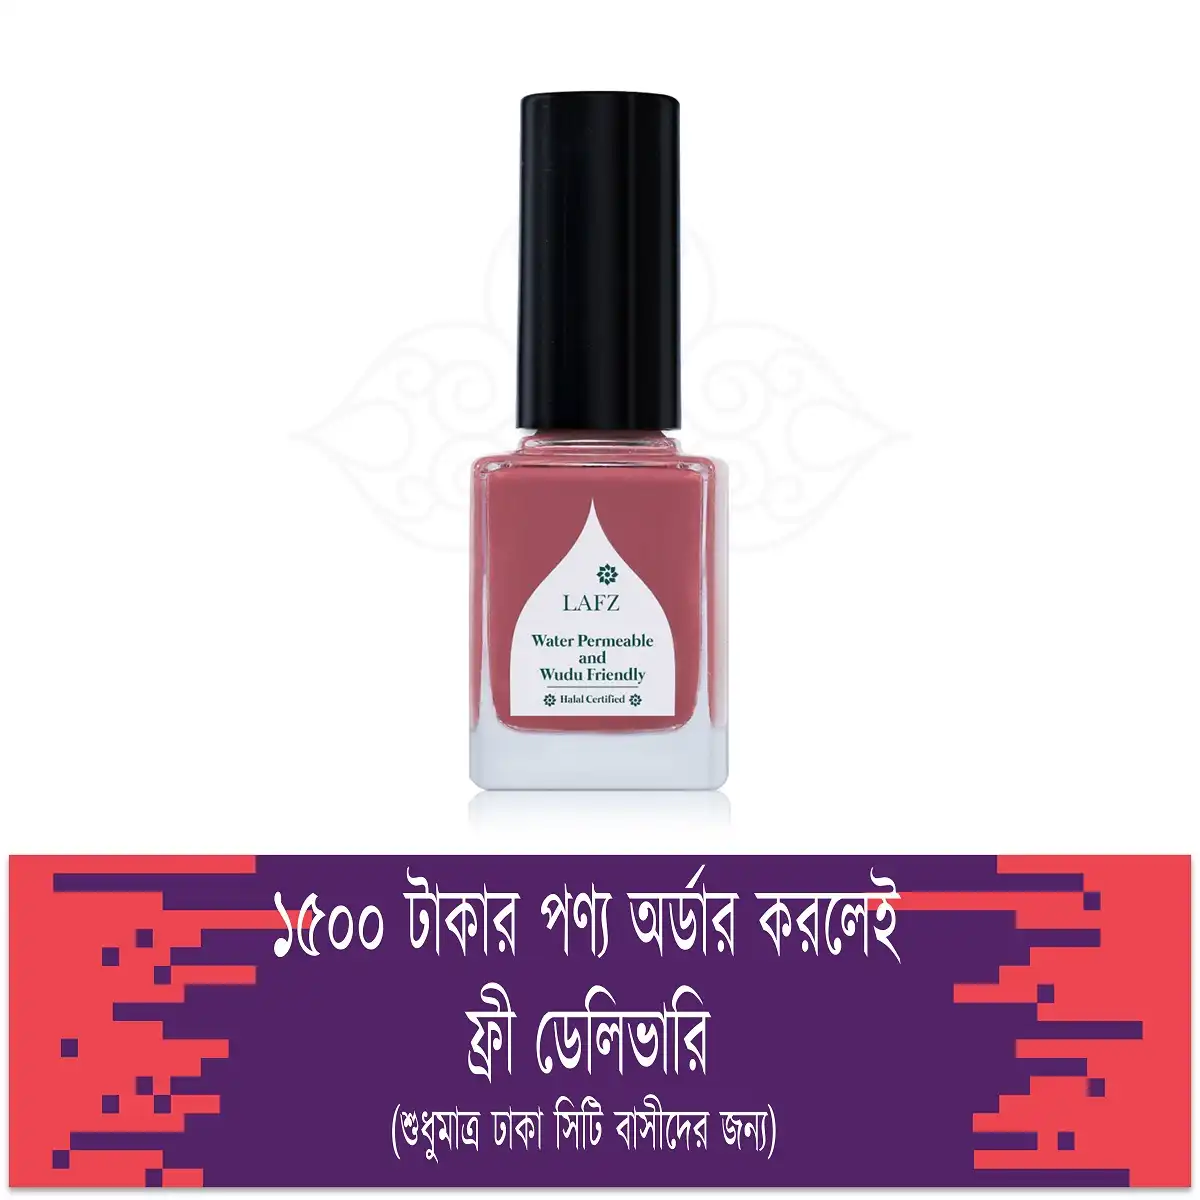 LAFZ
Water Permeable
and
Wudu Friendly
Halal Certified
১৫০০ টাকার পণ্য অর্ডার করলেই
ফ্রী ডেলিভারি
(শুধুমাত্র ঢাকা সিটি বাসীদের জন্য)